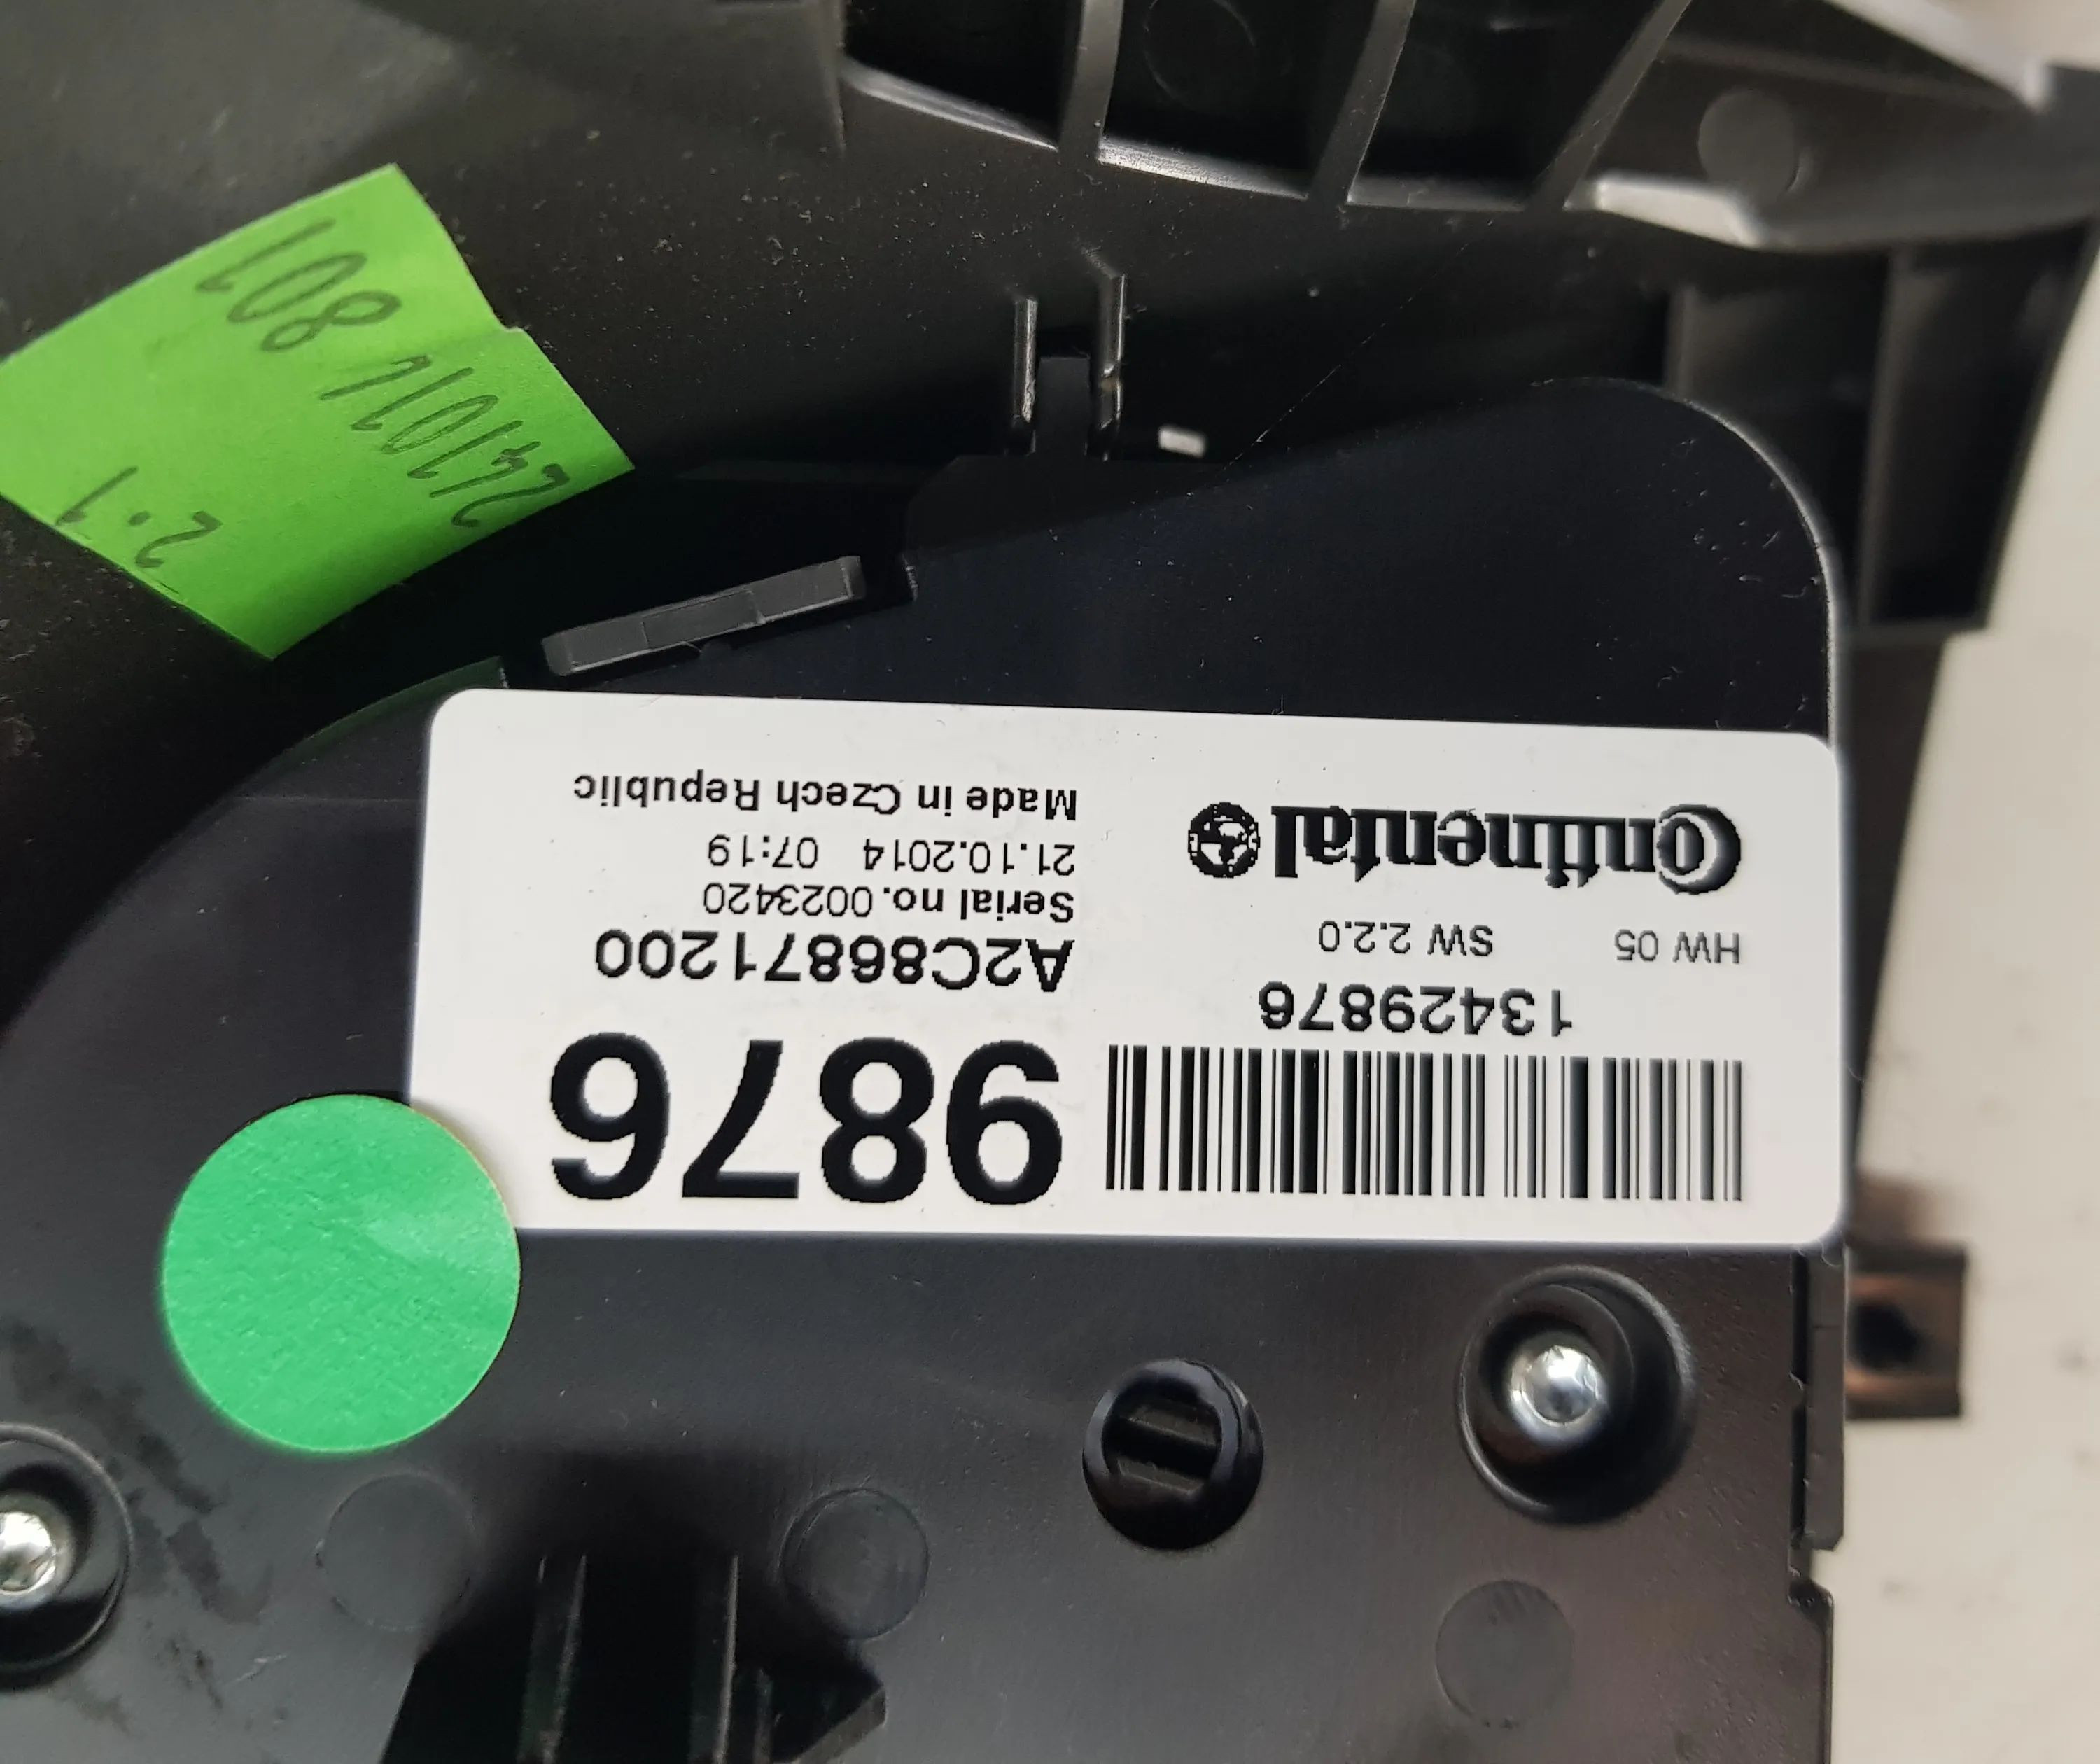 13429876
HW 05 SW 2.2.0
Continental
9876
A2C86871200
Serial no. 0023420
21.10.2014 07:19
Made in Czech Republic
2.1
801